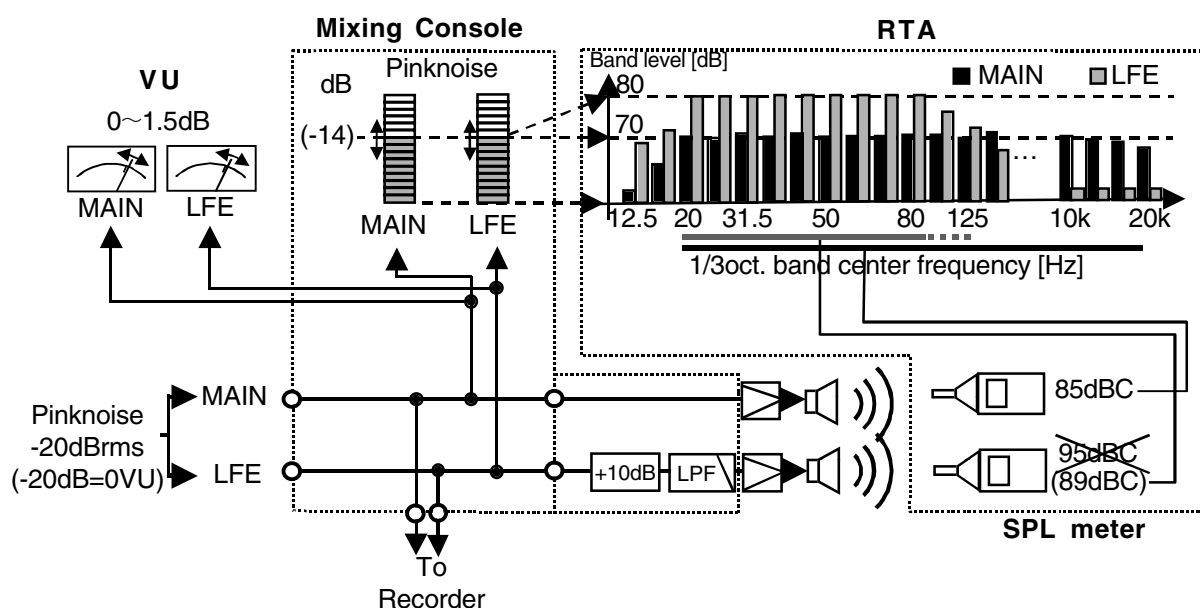 Mixing Console
RTA
VU
0～1.5dB
MAIN
LFE
dB
Pinknoise
(-14)
MAIN
LFE
Band level [dB]
80
70
MAIN
LFE
...
12.5
20
31.5
50
80
125
10k
20k
1/3oct. band center frequency [Hz]
Pinknoise
-20dBrms
(-20dB=0VU)
MAIN
LFE
+10dB
LPF
85dBC
95dBC
(89dBC)
SPL meter
To
Recorder